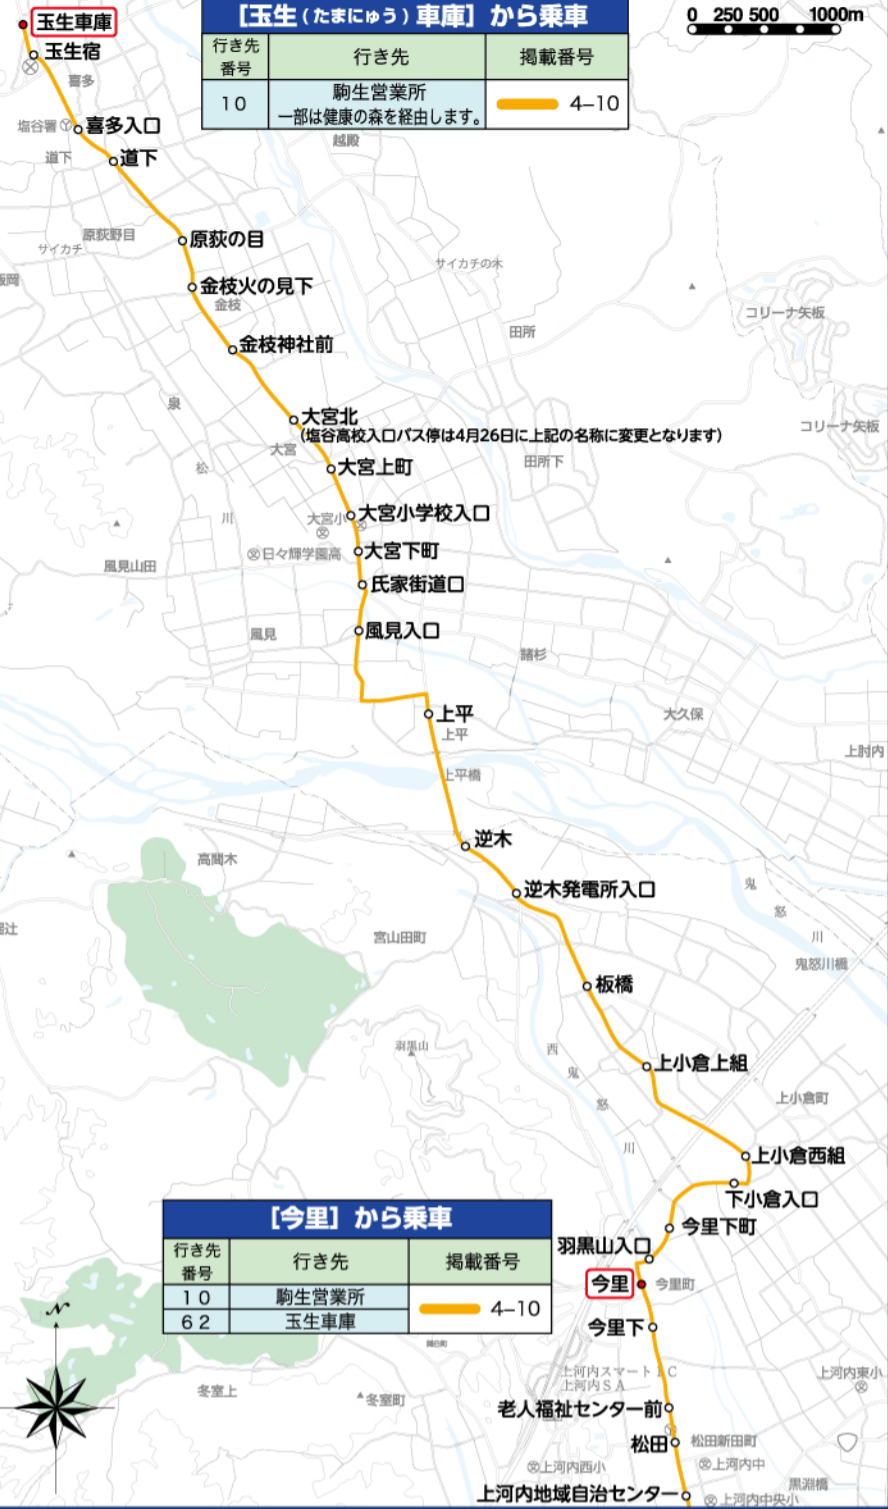 [玉生(たまにゅう)車庫]から乗車
行き先番号
行き先
掲載番号
10
駒生営業所
一部は健康の森を経由します。
4–10
0 250 500 1000m
玉生車庫
玉生宿
喜多
塩谷署
喜多入口
道下
道下
越殿
原荻野目
原荻の目
サイカチ
サイカチの木
金枝火の見下
金枝
コリーナ矢板
田所
金枝神社前
泉
大宮北
(塩谷高校入口バス停は4月26日に上記の名称に変更となります)
コリーナ矢板
大宮
田所下
松
大宮上町
川
大宮小
大宮小学校入口
日々輝学園高
大宮下町
風見山田
氏家街道口
風見
風見入口
諸杉
上平
上平
大久保
上肘内
上平橋
逆木
高間木
逆木発電所入口
鬼
怒
川
宮山田町
鬼怒川橋
板橋
羽黒山
西
鬼
怒
川
上小倉上組
上小倉町
上小倉西組
下小倉入口
今里下町
羽黒山入口
今里
今里町
[今里]から乗車
行き先番号
行き先
掲載番号
10
駒生営業所
62
玉生車庫
4–10
N
今里下
上河内スマートIC
上河内SA
上河内東小
冬室上
冬室町
老人福祉センター前
松田
松田新田町
上河内西小
上河内中
黒淵橋
上河内地域自治センター
上河内中央小